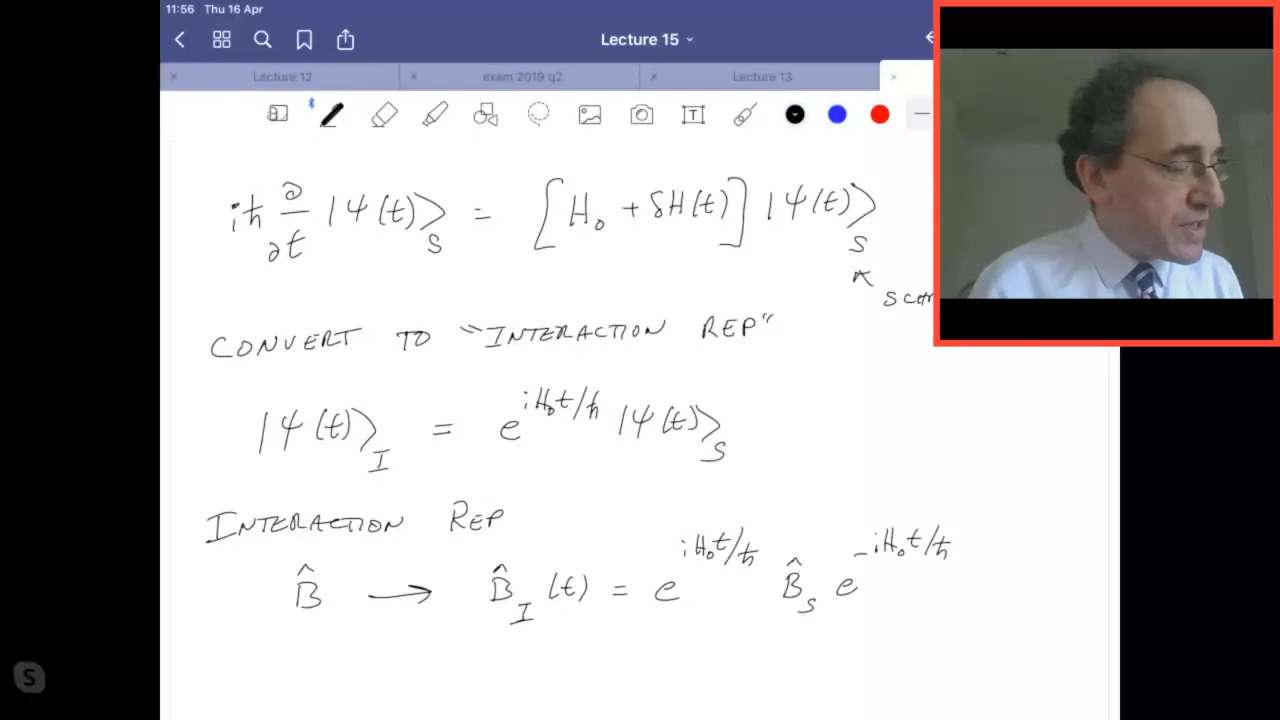 11:56 Thu 16 Apr
Lecture 15
Lecture 12
exam 2019 q2
Lecture 13
T
iħ ∂/∂t |Ψ(t)⟩_S = [H₀ + δH(t)] |Ψ(t)⟩_S
CONVERT TO "INTERACTION REP"
|Ψ(t)⟩_I = e^{iH₀t/ħ} |Ψ(t)⟩_S
INTERACTION REP
B̂ → B̂_I (t) = e^{iH₀t/ħ} B̂_S e^{-iH₀t/ħ}
S